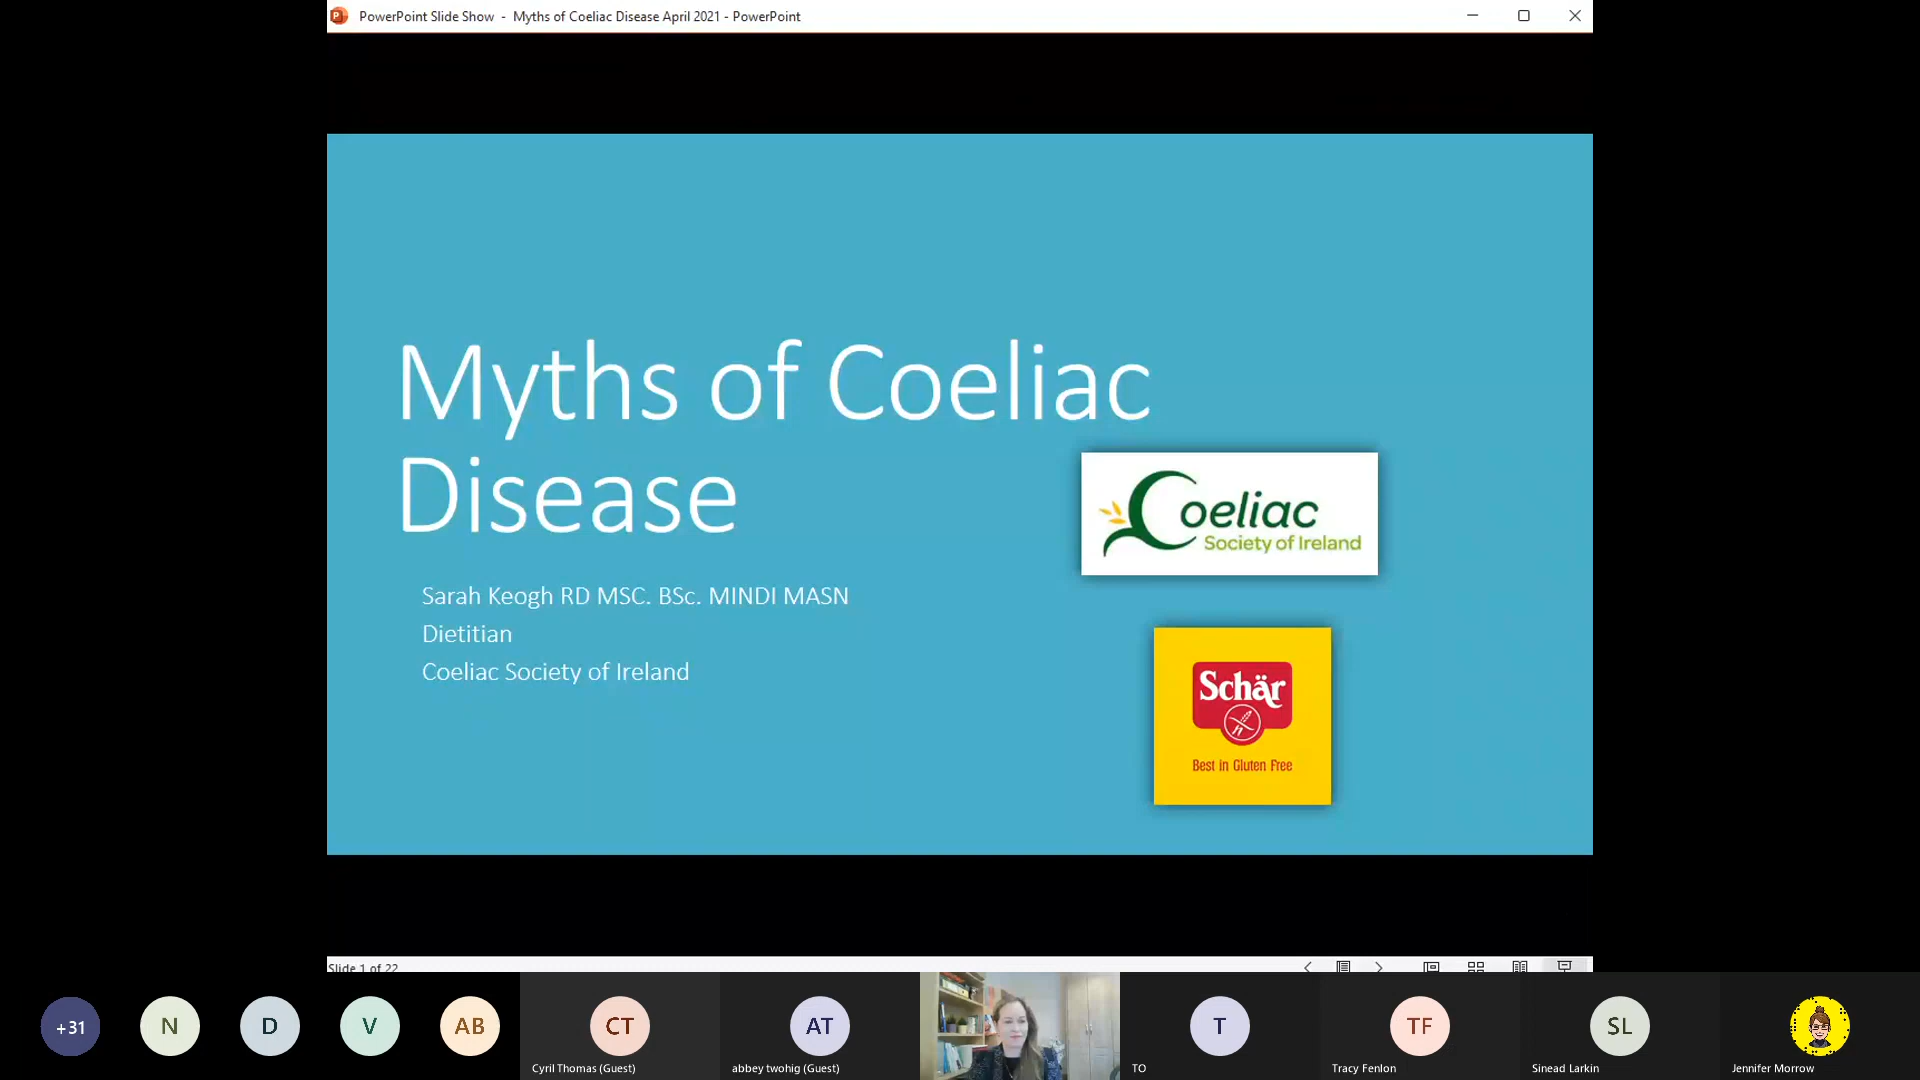 PowerPoint Slide Show - Myths of Coeliac Disease April 2021 - PowerPoint
Myths of Coeliac
Disease
Coeliac
Society of Ireland
Sarah Keogh RD MSC. BSc. MINDI MASN
Dietitian
Coeliac Society of Ireland
Schär
Best in Gluten Free
Slide 1 of 22
+31
N
D
V
AB
CT
AT
T
TF
SL
Cyril Thomas (Guest)
abbey twohig (Guest)
TO
Tracy Fenlon
Sinead Larkin
Jennifer Morrow